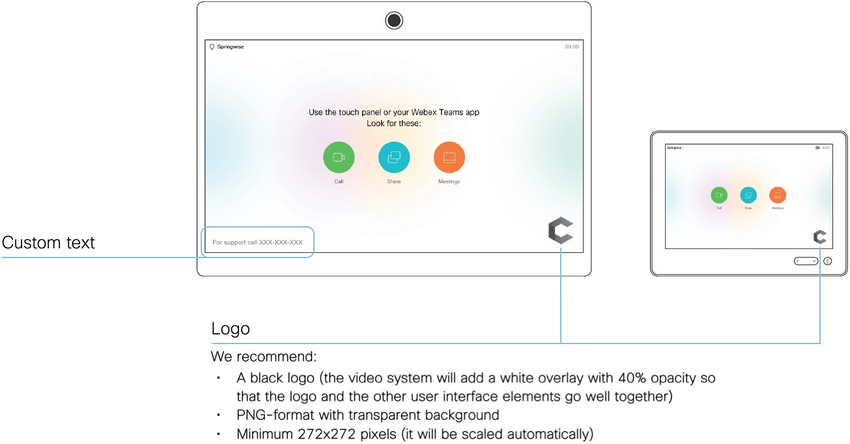 Springwise
09:00
Use the touch panel or your Webex Teams app
Look for these:
Call
Share
Meetings
For support call XXX-XXX-XXX
Custom text
Springwise
Call
Share
Meetings
Logo
We recommend:
• A black logo (the video system will add a white overlay with 40% opacity so
that the logo and the other user interface elements go well together)
• PNG-format with transparent background
• Minimum 272x272 pixels (it will be scaled automatically)